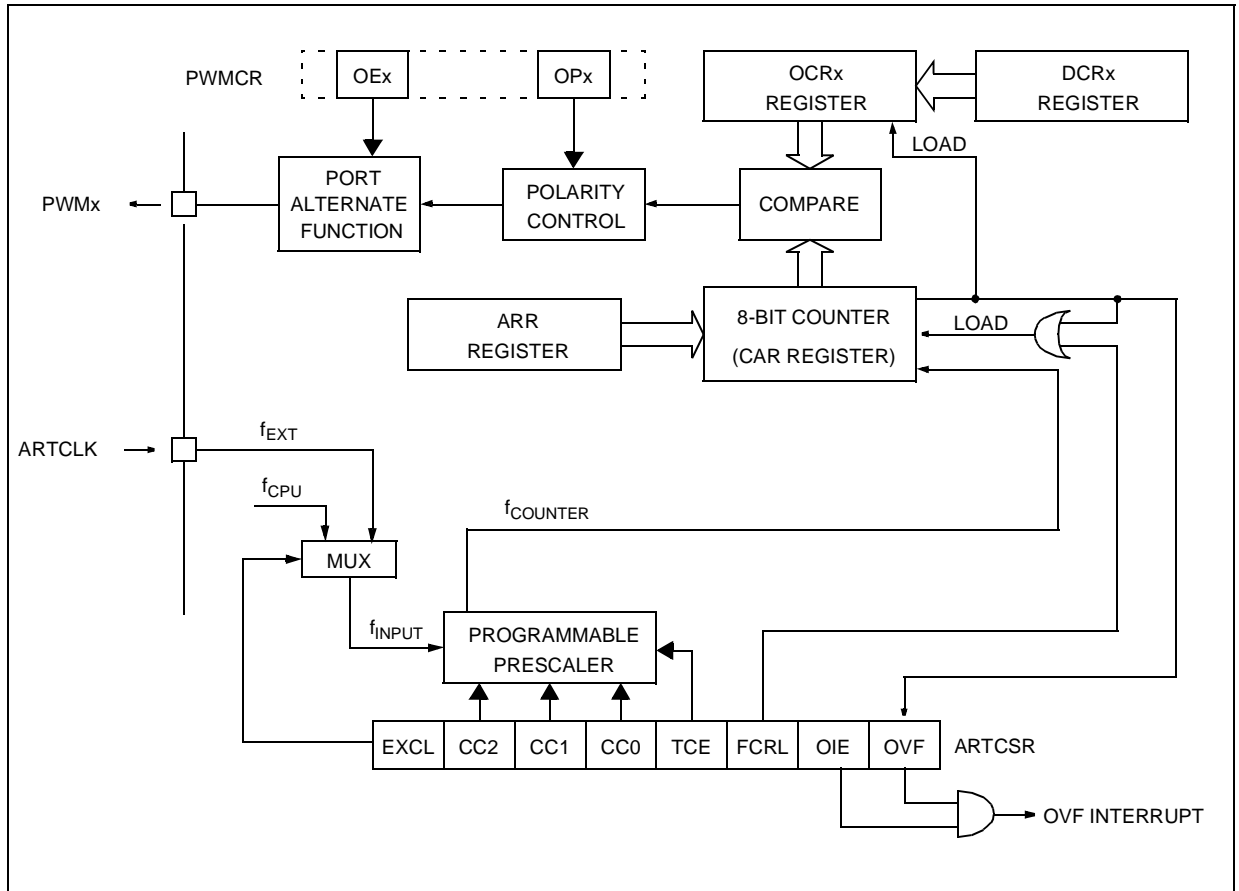 PWMCR
OEx
OPx
OCRx
REGISTER
DCRx
REGISTER
LOAD
PWMx
PORT
ALTERNATE
FUNCTION
POLARITY
CONTROL
COMPARE
ARR
REGISTER
8-BIT COUNTER
(CAR REGISTER)
LOAD
ARTCLK
fEXT
fCPU
MUX
fCOUNTER
fINPUT
PROGRAMMABLE
PRESCALER
EXCL CC2 CC1 CC0 TCE FCRL OIE OVF ARTCSR
OVF INTERRUPT